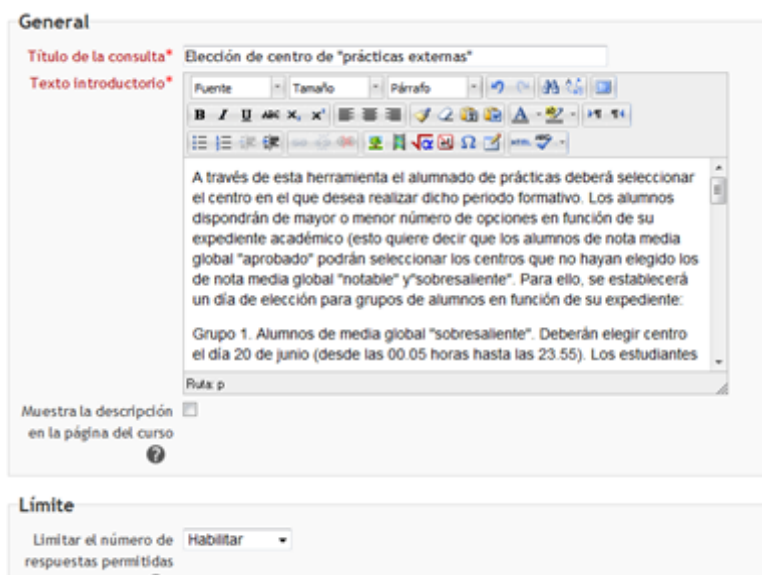 General
Título de la consulta* Elección de centro de "prácticas externas"
Texto introductorio*
Fuente Tamaño Párrafo
B I U ABC X₂ X² A ab
Ω HTML ABC
A través de esta herramienta el alumnado de prácticas deberá seleccionar
el centro en el que desea realizar dicho periodo formativo. Los alumnos
dispondrán de mayor o menor número de opciones en función de su
expediente académico (esto quiere decir que los alumnos de nota media
global "aprobado" podrán seleccionar los centros que no hayan elegido los
de nota media global "notable" y"sobresaliente". Para ello, se establecerá
un día de elección para grupos de alumnos en función de su expediente:
Grupo 1. Alumnos de media global "sobresaliente". Deberán elegir centro
el día 20 de junio (desde las 00.05 horas hasta las 23.55). Los estudiantes
Ruta: p
Muestra la descripción
en la página del curso
?
Límite
Limitar el número de Habilitar
respuestas permitidas